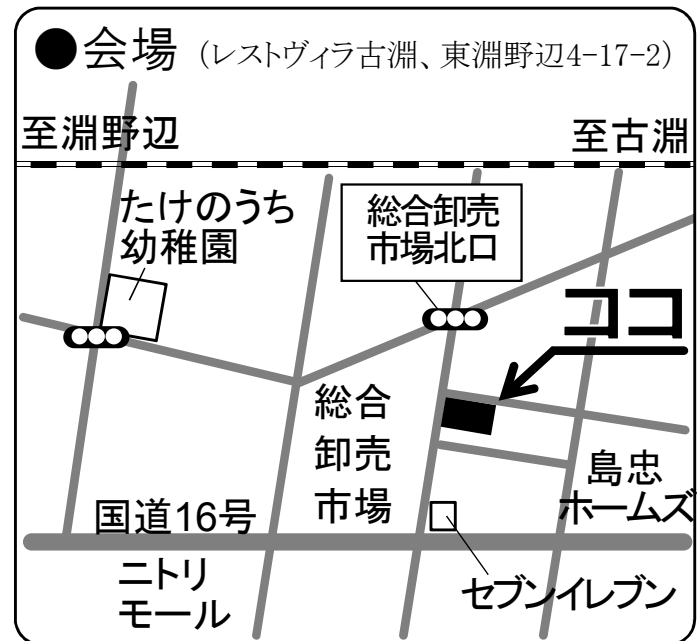 ●会場 (レストヴィラ古淵、東淵野辺4-17-2)
至淵野辺
至古淵
たけのうち
幼稚園
総合卸売
市場北口
ココ
総合
卸売
市場
島忠
ホームズ
国道16号
ニトリ
モール
セブンイレブン